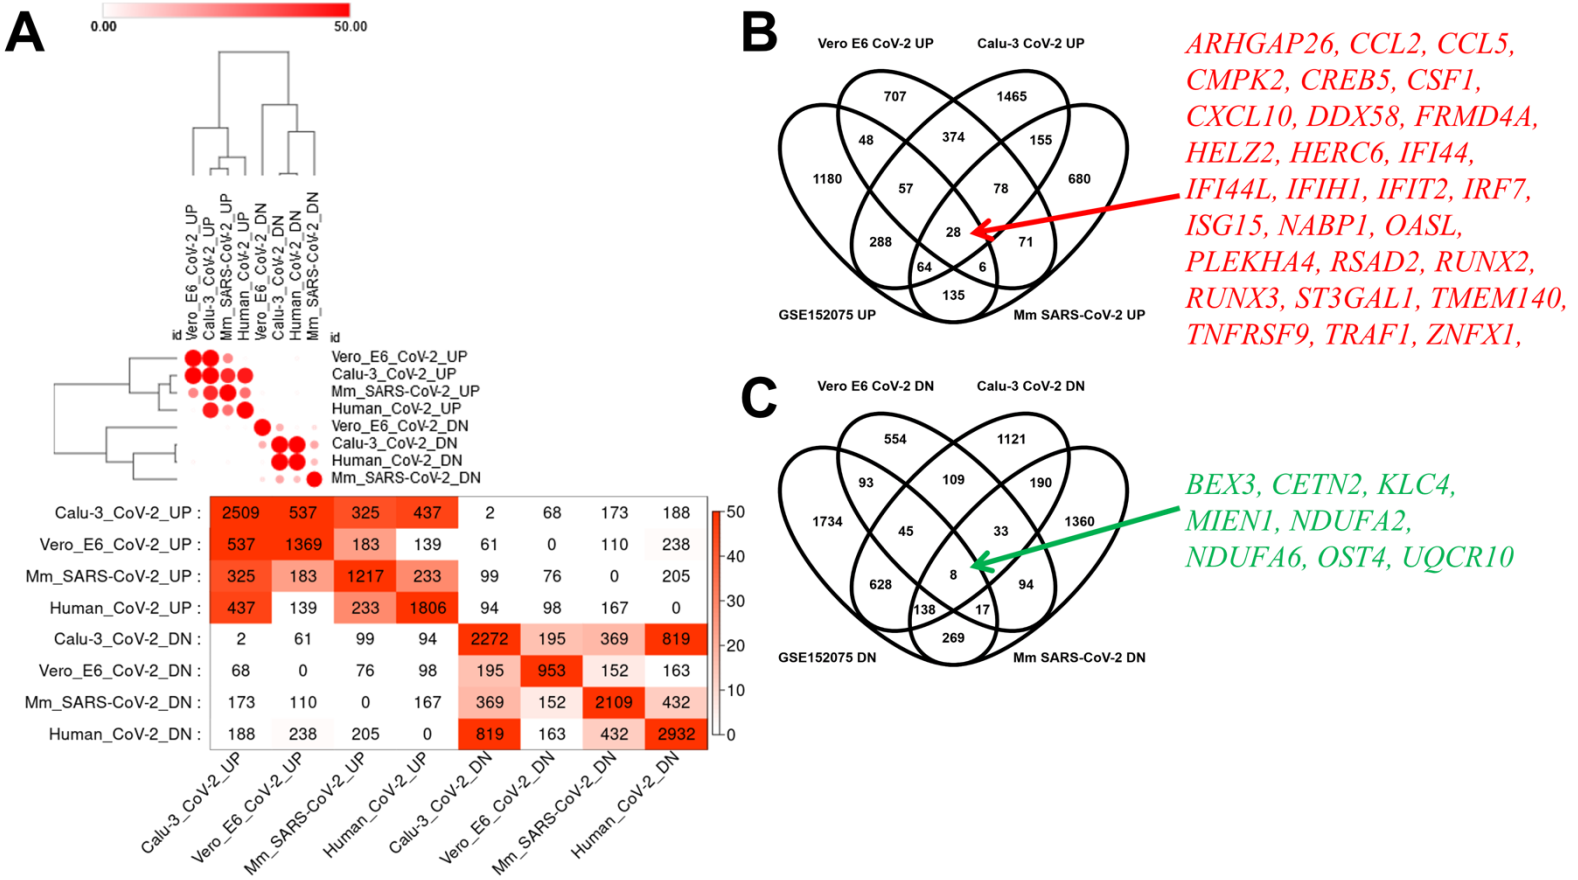 A
0.00 50.00
Vero_E6_CoV-2_UP
Calu-3_CoV-2_UP
Mm_SARS-CoV-2_UP
Human_CoV-2_UP
Vero_E6_CoV-2_DN
Calu-3_CoV-2_DN
Human_CoV-2_DN
Mm_SARS-CoV-2_DN
id id
Vero_E6_CoV-2_UP
Calu-3_CoV-2_UP
Mm_SARS-CoV-2_UP
Human_CoV-2_UP
Vero_E6_CoV-2_DN
Calu-3_CoV-2_DN
Human_CoV-2_DN
Mm_SARS-CoV-2_DN
Calu-3_CoV-2_UP : 2509 537 325 437 2 68 173 188
Vero_E6_CoV-2_UP : 537 1369 183 139 61 0 110 238
Mm_SARS-CoV-2_UP : 325 183 1217 233 99 76 0 205
Human_CoV-2_UP : 437 139 233 1806 94 98 167 0
Calu-3_CoV-2_DN : 2 61 99 94 2272 195 369 819
Vero_E6_CoV-2_DN : 68 0 76 98 195 953 152 163
Mm_SARS-CoV-2_DN : 173 110 0 167 369 152 2109 432
Human_CoV-2_DN : 188 238 205 0 819 163 432 2932
Calu-3_CoV-2_UP
Vero_E6_CoV-2_UP
Mm_SARS-CoV-2_UP
Human_CoV-2_UP
Calu-3_CoV-2_DN
Vero_E6_CoV-2_DN
Mm_SARS-CoV-2_DN
Human_CoV-2_DN
50
40
30
20
10
0
B
Vero E6 CoV-2 UP Calu-3 CoV-2 UP
707 1465
48 374 155
1180 57 78 680
288 28 71
64 6
135
GSE152075 UP Mm SARS-CoV-2 UP
ARHGAP26, CCL2, CCL5,
CMPK2, CREB5, CSF1,
CXCL10, DDX58, FRMD4A,
HELZ2, HERC6, IFI44,
IFI44L, IFIH1, IFIT2, IRF7,
ISG15, NABP1, OASL,
PLEKHA4, RSAD2, RUNX2,
RUNX3, ST3GAL1, TMEM140,
TNFRSF9, TRAF1, ZNFX1,
C
Vero E6 CoV-2 DN Calu-3 CoV-2 DN
554 1121
93 109 190
1734 45 33 1360
628 8 94
138 17
269
GSE152075 DN Mm SARS-CoV-2 DN
BEX3, CETN2, KLC4,
MIEN1, NDUFA2,
NDUFA6, OST4, UQCR10